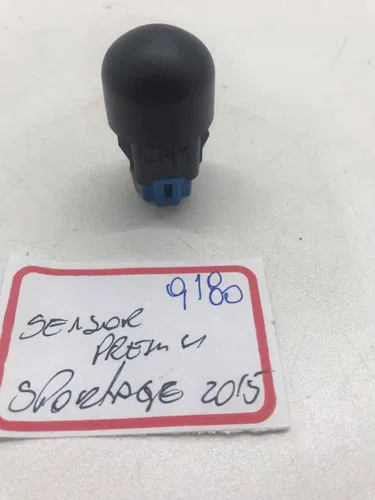 9180
SENSOR
PREM 4
SPORTAGE 2015